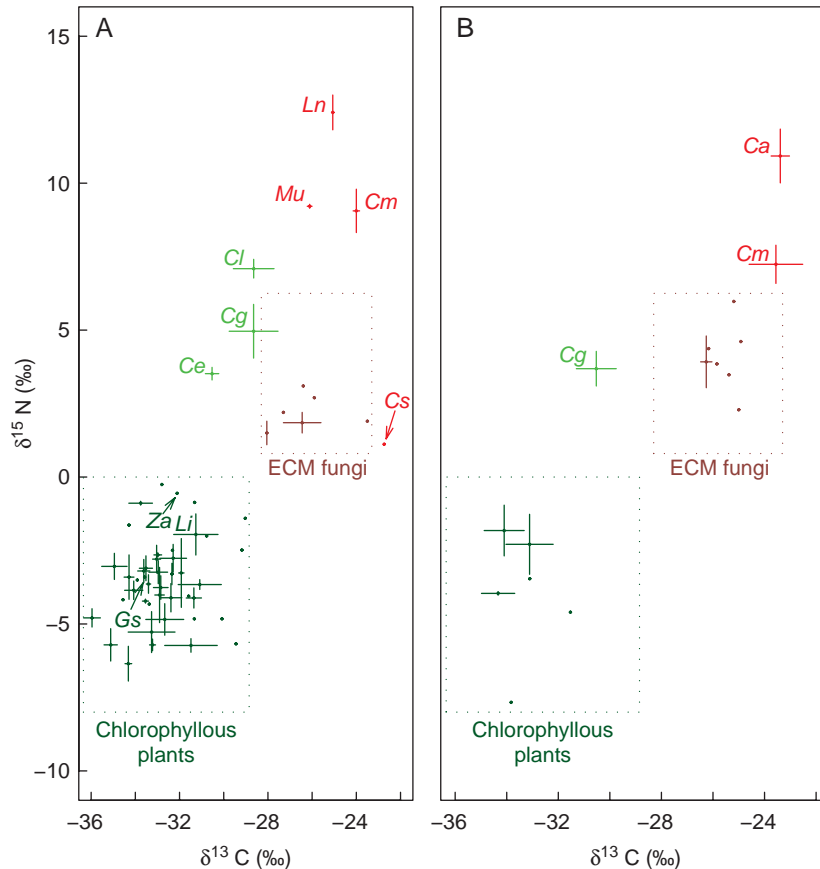 A
B
15
10
5
0
−5
−10
δ¹⁵ N (‰)
Ln
Mu
Cm
Cl
Cg
Ce
Cs
ECM fungi
Za
Li
Gs
Chlorophyllous
plants
−36
−32
−28
−24
δ¹³ C (‰)
Ca
Cm
Cg
ECM fungi
Chlorophyllous
plants
−36
−32
−28
−24
δ¹³ C (‰)